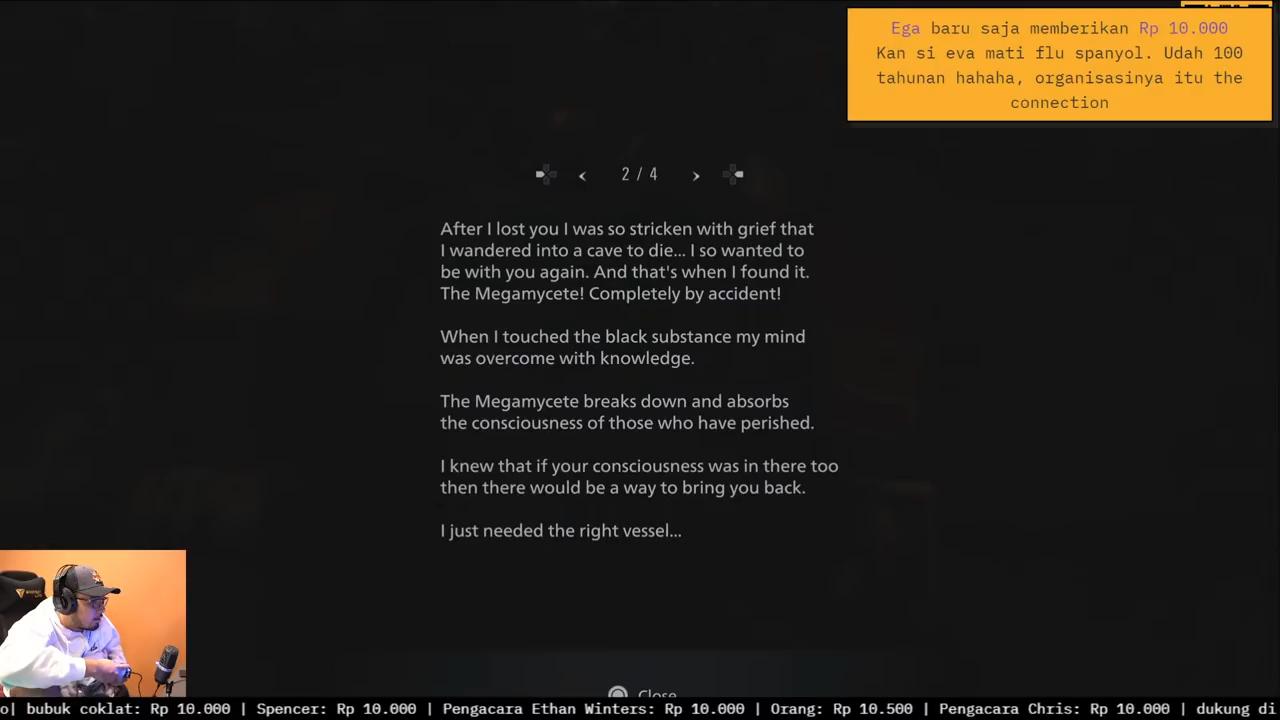 Ega baru saja memberikan Rp 10.000
Kan si eva mati flu spanyol. Udah 100
tahunan hahaha, organisasinya itu the
connection
2 / 4
After I lost you I was so stricken with grief that
I wandered into a cave to die... I so wanted to
be with you again. And that's when I found it.
The Megamycete! Completely by accident!
When I touched the black substance my mind
was overcome with knowledge.
The Megamycete breaks down and absorbs
the consciousness of those who have perished.
I knew that if your consciousness was in there too
then there would be a way to bring you back.
I just needed the right vessel...
Close
o| bubuk coklat: Rp 10.000 | Spencer: Rp 10.000 | Pengacara Ethan Winters: Rp 10.000 | Orang: Rp 10.500 | Pengacara Chris: Rp 10.000 | dukung di